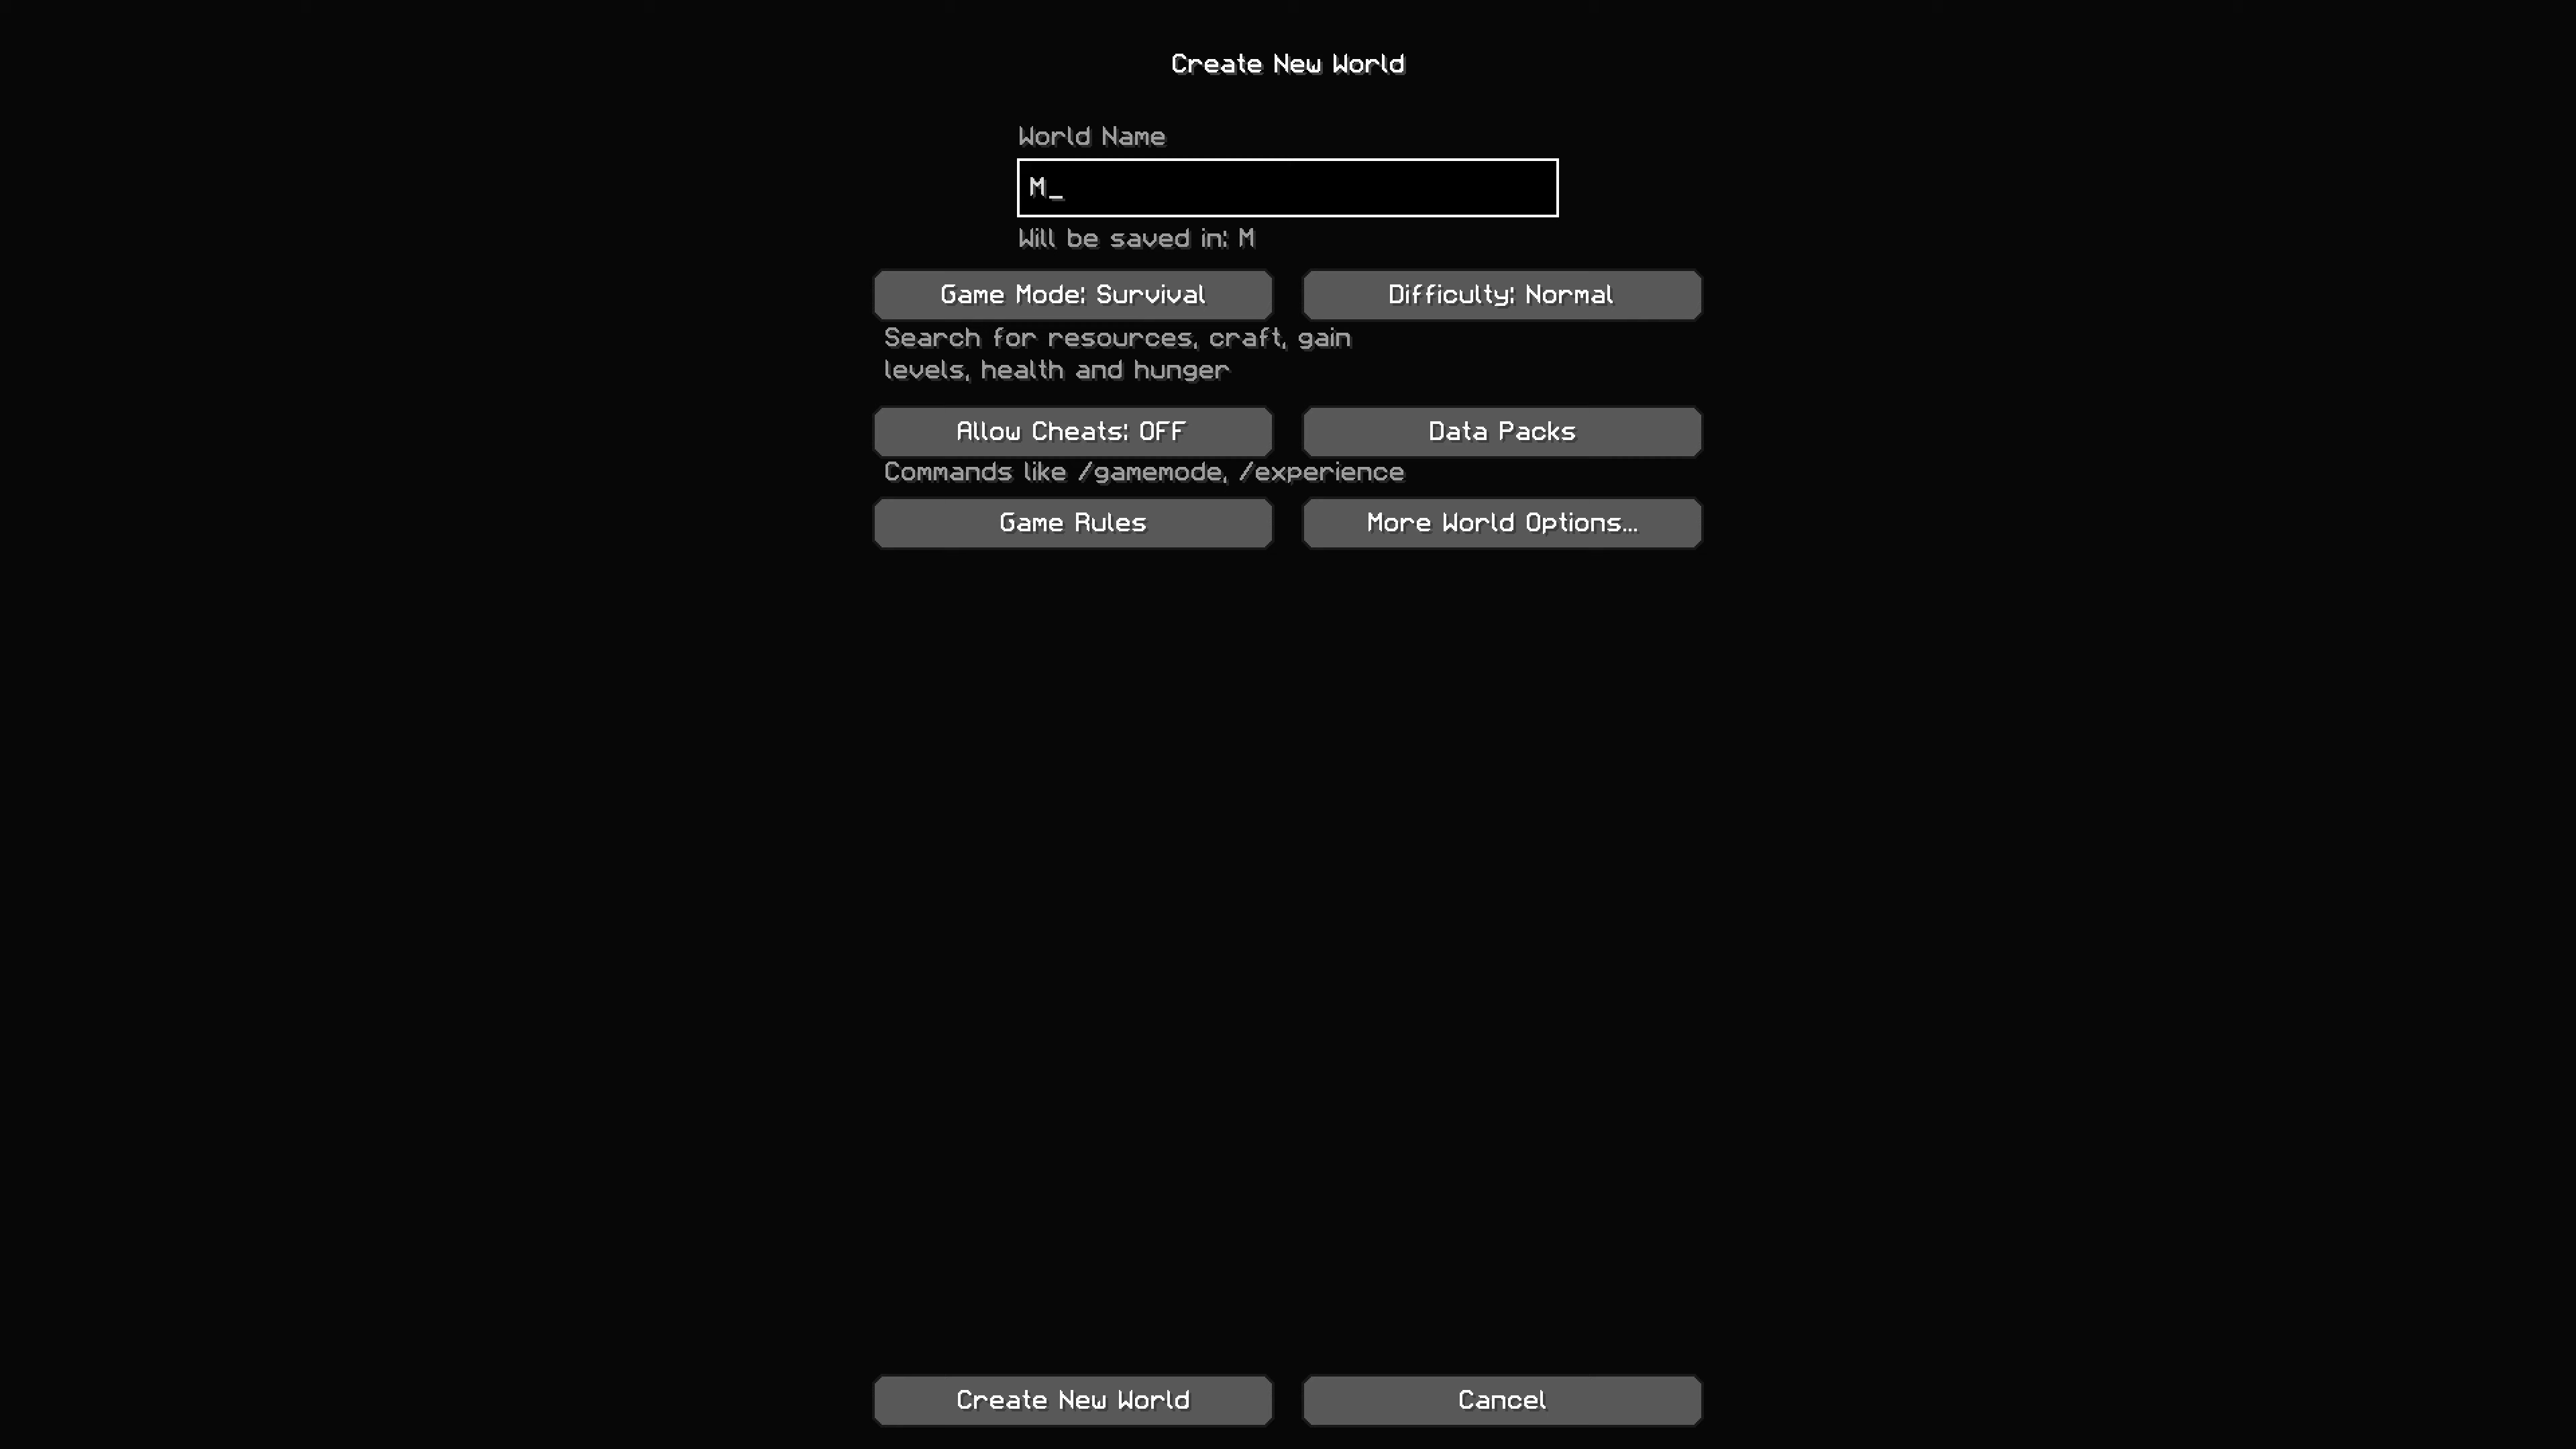 Create New World
World Name
M_
Will be saved in: M
Game Mode: Survival
Difficulty: Normal
Search for resources, craft, gain
levels, health and hunger
Allow Cheats: OFF
Data Packs
Commands like /gamemode, /experience
Game Rules
More World Options...
Create New World
Cancel